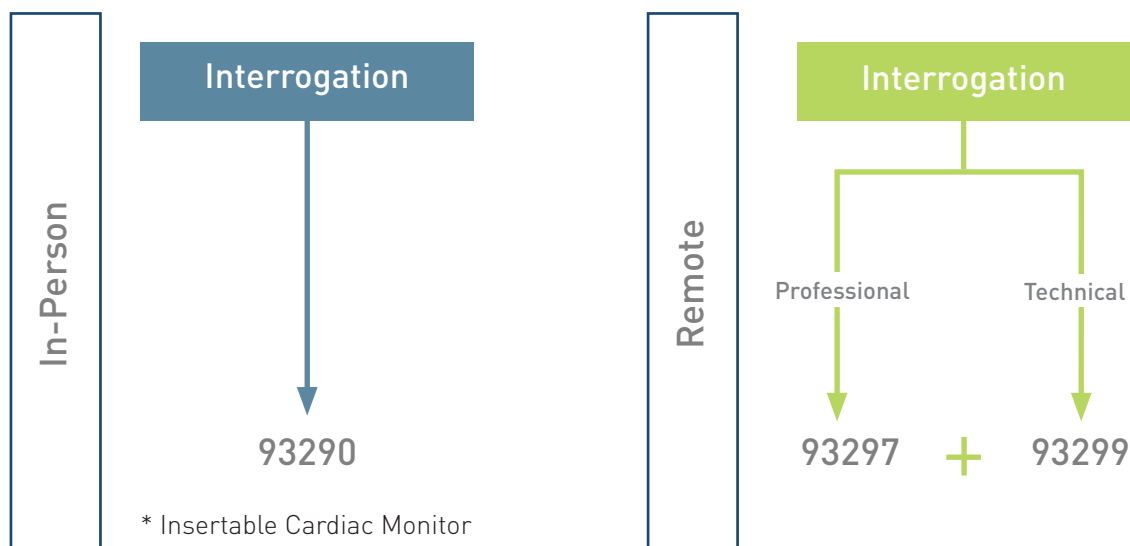 In-Person
Interrogation
93290
* Insertable Cardiac Monitor
Remote
Interrogation
Professional
Technical
93297 + 93299